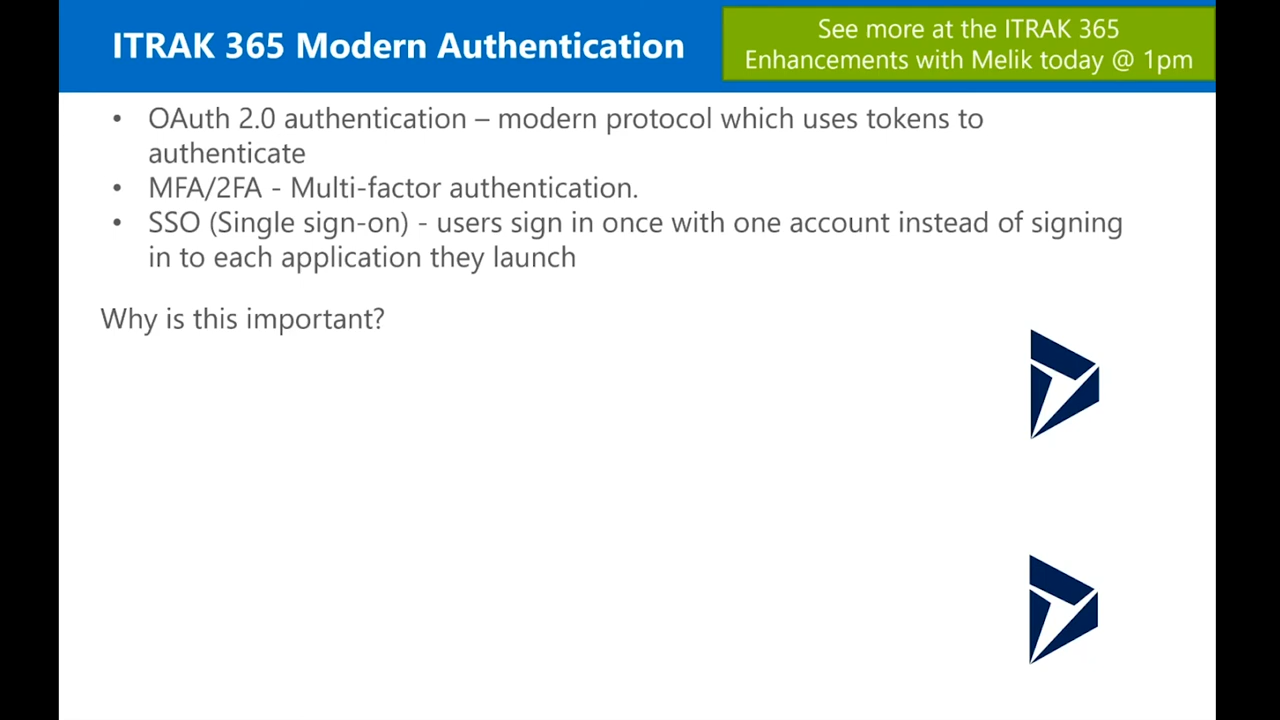 ITRAK 365 Modern Authentication
See more at the ITRAK 365
Enhancements with Melik today @ 1pm
• OAuth 2.0 authentication – modern protocol which uses tokens to
authenticate
• MFA/2FA - Multi-factor authentication.
• SSO (Single sign-on) - users sign in once with one account instead of signing
in to each application they launch
Why is this important?